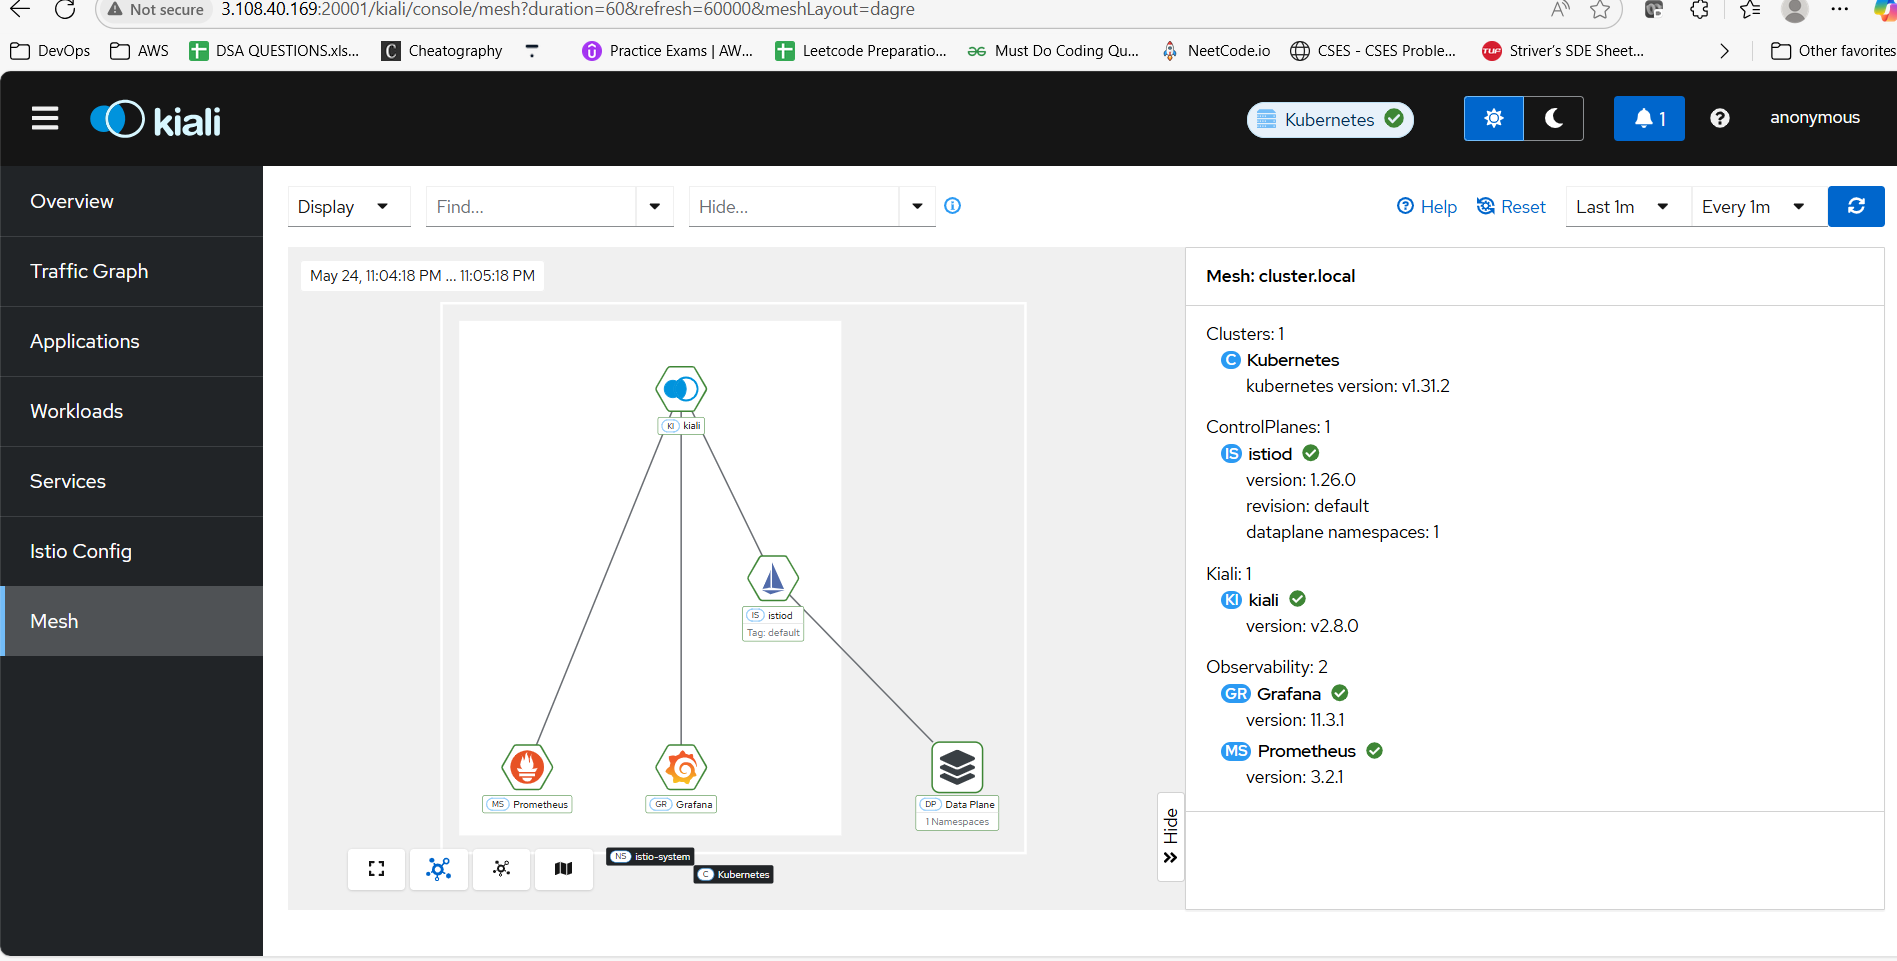 Not secure
3.108.40.169:20001/kiali/console/mesh?duration=60&refresh=60000&meshLayout=dagre
DevOps
AWS
DSA QUESTIONS.xls...
Cheatography
Practice Exams | AW...
Leetcode Preparatio...
Must Do Coding Qu...
NeetCode.io
CSES - CSES Proble...
TUF
Striver's SDE Sheet...
Other favorites
kiali
Kubernetes
1
anonymous
Overview
Traffic Graph
Applications
Workloads
Services
Istio Config
Mesh
Display
Find...
Hide...
Help
Reset
Last 1m
Every 1m
May 24, 11:04:18 PM ... 11:05:18 PM
KI kiali
IS istiod
Tag: default
MS Prometheus
GR Grafana
DP Data Plane
1 Namespaces
NS istio-system
C Kubernetes
Hide
Mesh: cluster.local
Clusters: 1
C Kubernetes
kubernetes version: v1.31.2
ControlPlanes: 1
IS istiod
version: 1.26.0
revision: default
dataplane namespaces: 1
Kiali: 1
KI kiali
version: v2.8.0
Observability: 2
GR Grafana
version: 11.3.1
MS Prometheus
version: 3.2.1